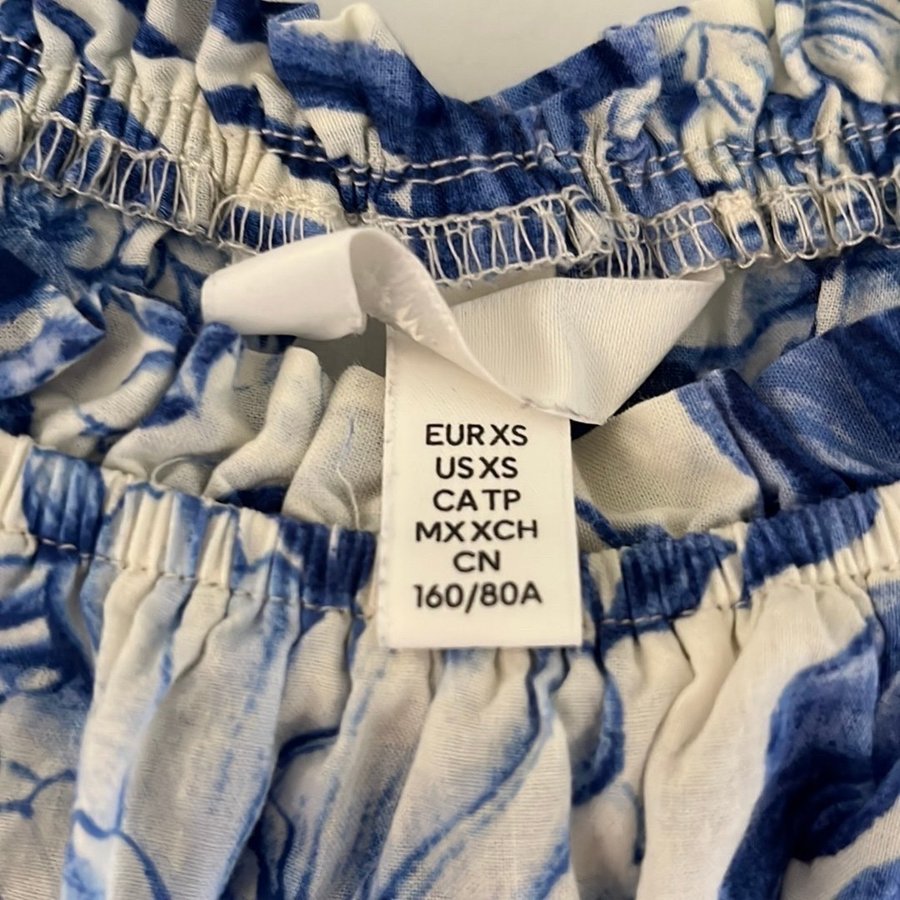 EUR XS
US XS
CA TP
MX XCH
CN
160/80A